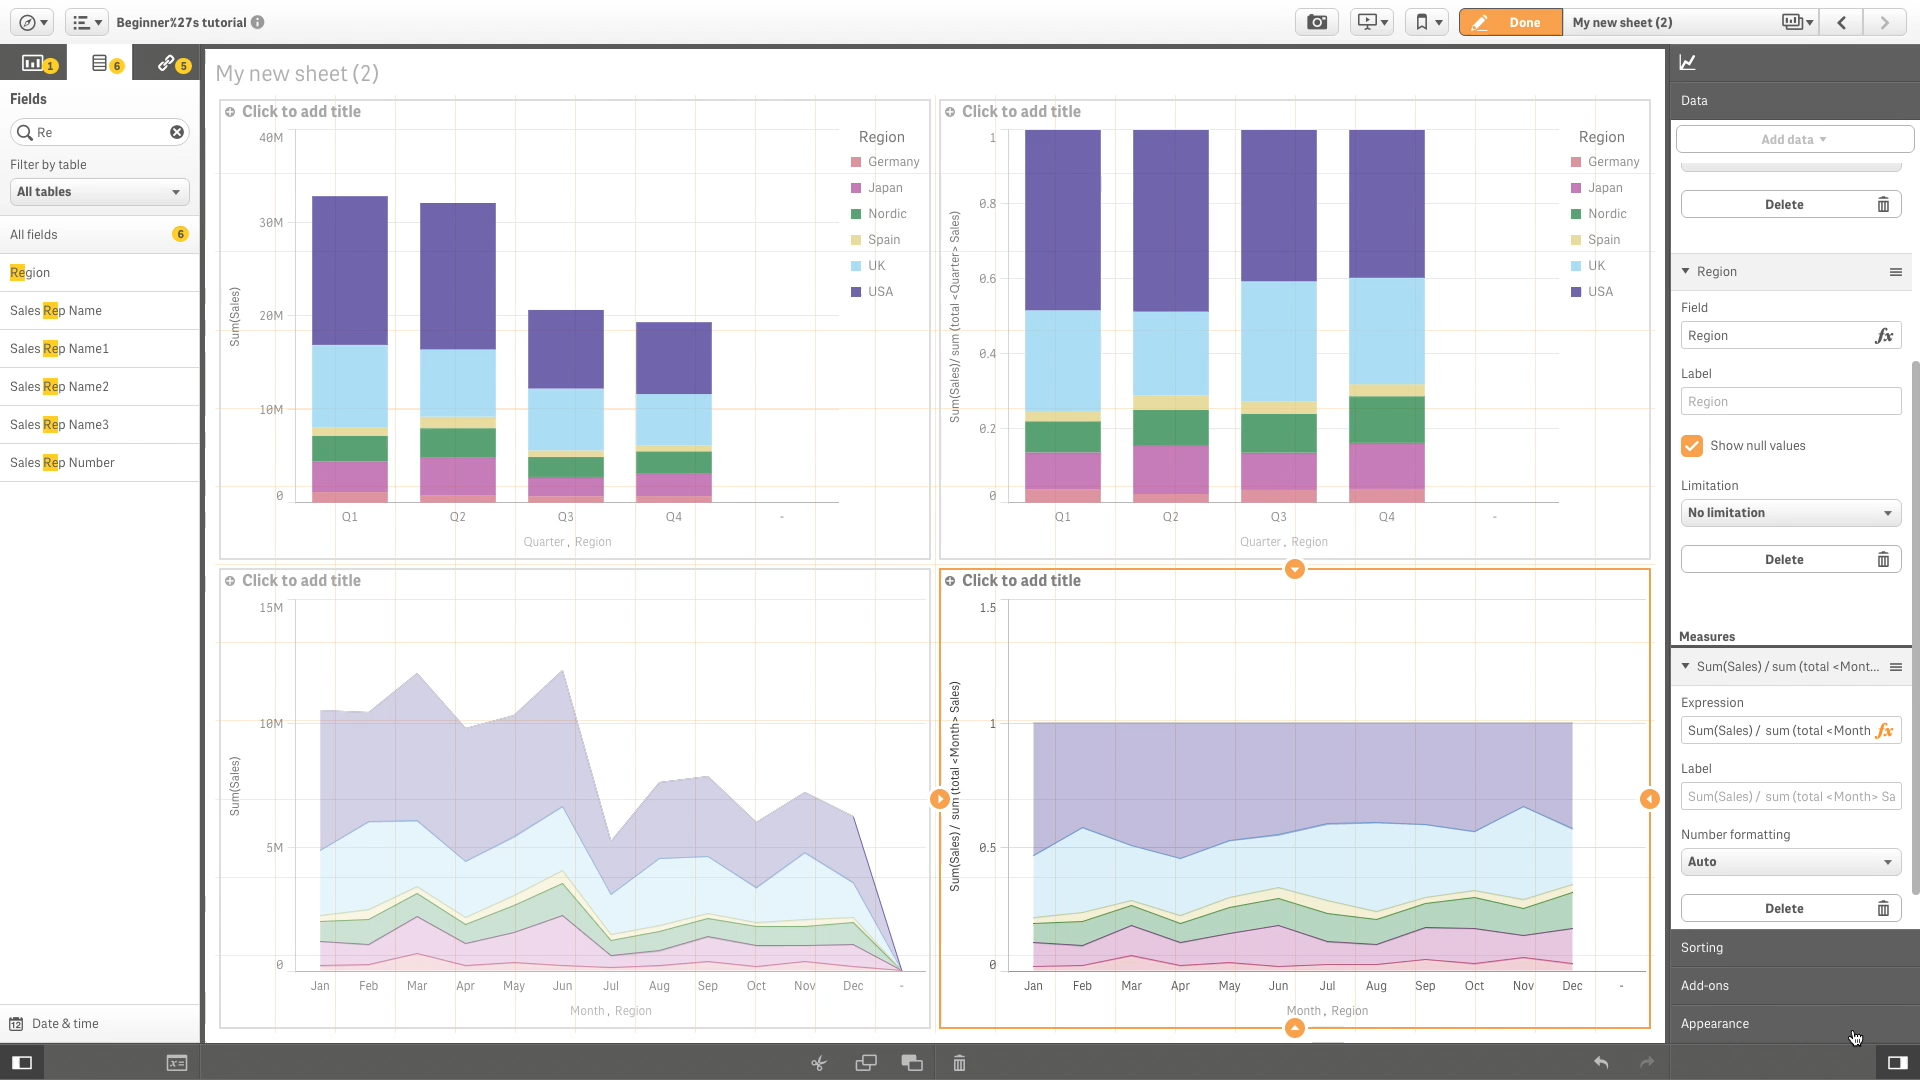 Beginner%27s tutorial
Done
My new sheet (2)
1
6
5
Fields
Re
Filter by table
All tables
All fields
6
Region
Sales Rep Name
Sales Rep Name1
Sales Rep Name2
Sales Rep Name3
Sales Rep Number
Date & time
My new sheet (2)
Click to add title
40M
30M
20M
10M
0
Sum(Sales)
Q1 Q2 Q3 Q4 -
Quarter, Region
Region
Germany
Japan
Nordic
Spain
UK
USA
Click to add title
1
0.8
0.6
0.4
0.2
0
Sum(Sales)/ sum (total <Quarter> Sales)
Q1 Q2 Q3 Q4 -
Quarter, Region
Region
Germany
Japan
Nordic
Spain
UK
USA
Click to add title
15M
10M
5M
0
Sum(Sales)
Jan Feb Mar Apr May Jun Jul Aug Sep Oct Nov Dec -
Month, Region
Click to add title
1.5
1
0.5
0
Sum(Sales) / sum (total <Month> Sales)
Jan Feb Mar Apr May Jun Jul Aug Sep Oct Nov Dec -
Month, Region
Data
Add data
Delete
Region
Field
Region
fx
Label
Region
Show null values
Limitation
No limitation
Delete
Measures
Sum(Sales) / sum (total <Mont...
Expression
Sum(Sales) / sum (total <Month
fx
Label
Sum(Sales) / sum (total <Month> Sa
Number formatting
Auto
Delete
Sorting
Add-ons
Appearance